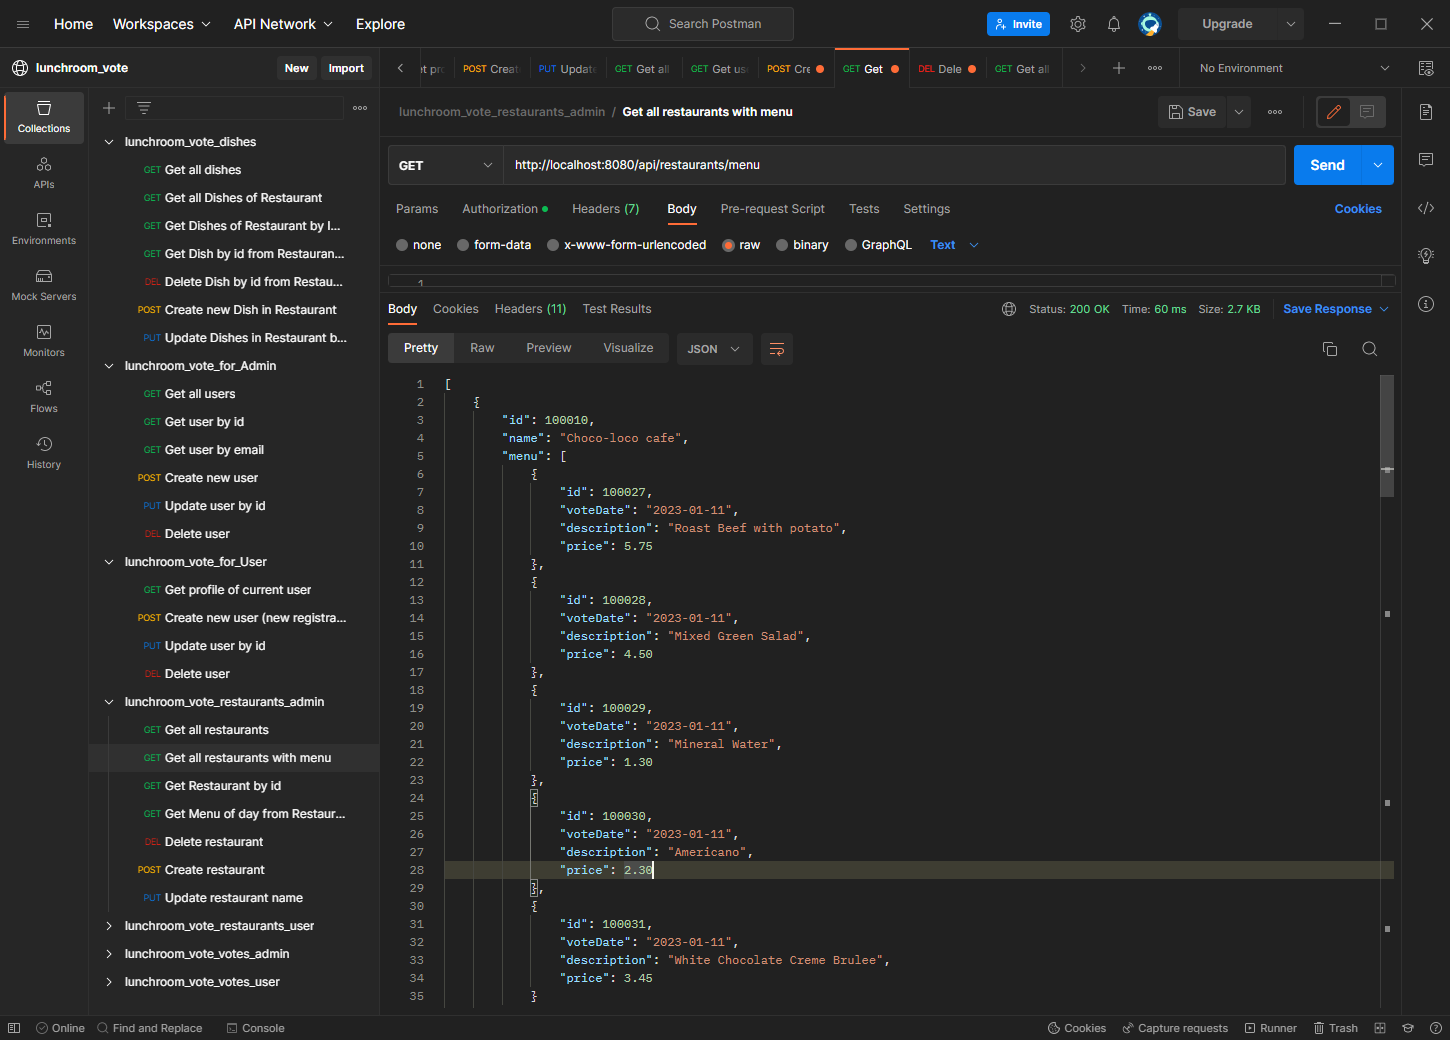 Home Workspaces API Network Explore Search Postman Invite Upgrade
lunchroom_vote New Import
POST Creat PUT Update GET Get all GET Get us POST Cre GET Get DEL Dele GET Get all No Environment
Collections
APIs
Environments
Mock Servers
Monitors
Flows
History
lunchroom_vote_dishes
GET Get all dishes
GET Get all Dishes of Restaurant
GET Get Dishes of Restaurant by I...
GET Get Dish by id from Restauran...
DEL Delete Dish by id from Restau...
POST Create new Dish in Restaurant
PUT Update Dishes in Restaurant b...
lunchroom_vote_for_Admin
GET Get all users
GET Get user by id
GET Get user by email
POST Create new user
PUT Update user by id
DEL Delete user
lunchroom_vote_for_User
GET Get profile of current user
POST Create new user (new registra...
PUT Update user by id
DEL Delete user
lunchroom_vote_restaurants_admin
GET Get all restaurants
GET Get all restaurants with menu
GET Get Restaurant by id
GET Get Menu of day from Restaur...
DEL Delete restaurant
POST Create restaurant
PUT Update restaurant name
lunchroom_vote_restaurants_user
lunchroom_vote_votes_admin
lunchroom_vote_votes_user
lunchroom_vote_restaurants_admin / Get all restaurants with menu Save
GET http://localhost:8080/api/restaurants/menu Send
Params Authorization Headers (7) Body Pre-request Script Tests Settings Cookies
none form-data x-www-form-urlencoded raw binary GraphQL Text
1
Body Cookies Headers (11) Test Results Status: 200 OK Time: 60 ms Size: 2.7 KB Save Response
Pretty Raw Preview Visualize JSON
1 [
2 {
3 "id": 100010,
4 "name": "Choco-loco cafe",
5 "menu": [
6 {
7 "id": 100027,
8 "voteDate": "2023-01-11",
9 "description": "Roast Beef with potato",
10 "price": 5.75
11 },
12 {
13 "id": 100028,
14 "voteDate": "2023-01-11",
15 "description": "Mixed Green Salad",
16 "price": 4.50
17 },
18 {
19 "id": 100029,
20 "voteDate": "2023-01-11",
21 "description": "Mineral Water",
22 "price": 1.30
23 },
24 {
25 "id": 100030,
26 "voteDate": "2023-01-11",
27 "description": "Americano",
28 "price": 2.30
29 },
30 {
31 "id": 100031,
32 "voteDate": "2023-01-11",
33 "description": "White Chocolate Creme Brulee",
34 "price": 3.45
35 }
Online Find and Replace Console Cookies Capture requests Runner Trash